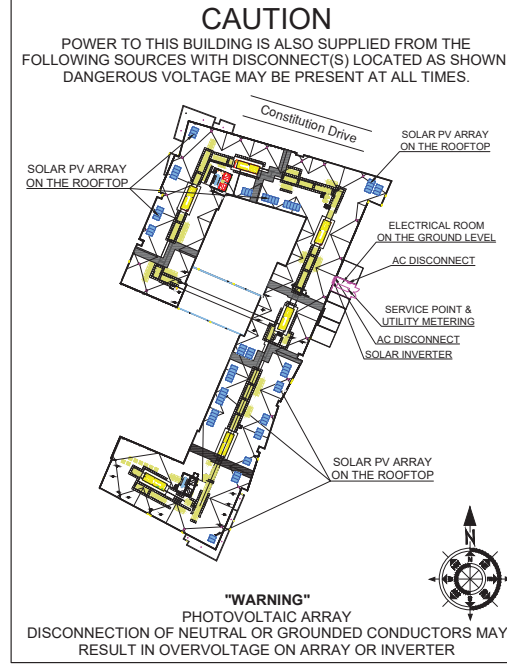 CAUTION
POWER TO THIS BUILDING IS ALSO SUPPLIED FROM THE
FOLLOWING SOURCES WITH DISCONNECT(S) LOCATED AS SHOWN
DANGEROUS VOLTAGE MAY BE PRESENT AT ALL TIMES.
Constitution Drive
SOLAR PV ARRAY
ON THE ROOFTOP
SOLAR PV ARRAY
ON THE ROOFTOP
ELECTRICAL ROOM
ON THE GROUND LEVEL
AC DISCONNECT
SERVICE POINT &
UTILITY METERING
AC DISCONNECT
SOLAR INVERTER
SOLAR PV ARRAY
ON THE ROOFTOP
N
"WARNING"
PHOTOVOLTAIC ARRAY
DISCONNECTION OF NEUTRAL OR GROUNDED CONDUCTORS MAY
RESULT IN OVERVOLTAGE ON ARRAY OR INVERTER